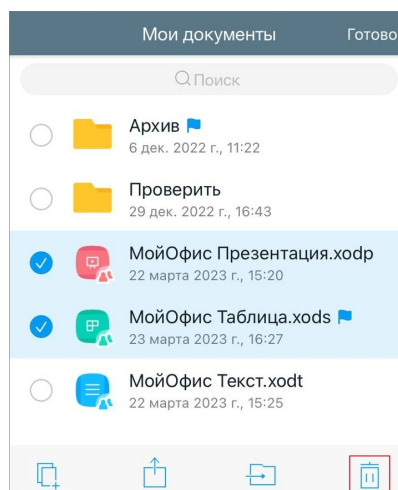 Мои документы Готово
Поиск
Архив
6 дек. 2022 г., 11:22
Проверить
29 дек. 2022 г., 16:43
МойОфис Презентация.xodp
22 марта 2023 г., 15:20
МойОфис Таблица.xods
23 марта 2023 г., 16:27
МойОфис Текст.xodt
22 марта 2023 г., 15:25